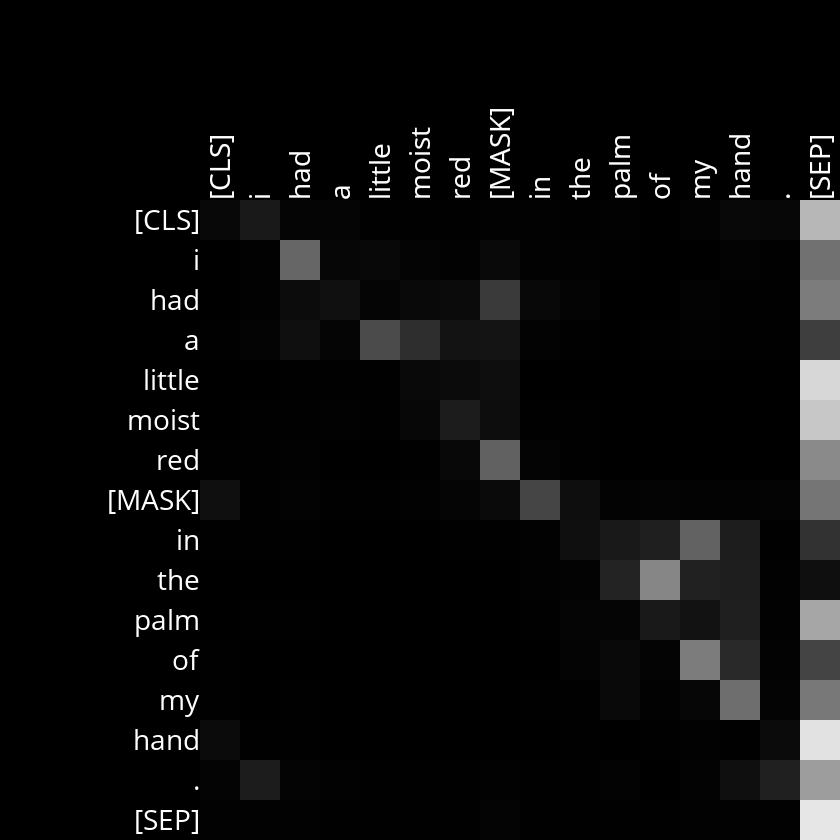 [CLS] i had a little moist red [MASK] in the palm of my hand . [SEP]
[CLS]
i
had
a
little
moist
red
[MASK]
in
the
palm
of
my
hand
.
[SEP]